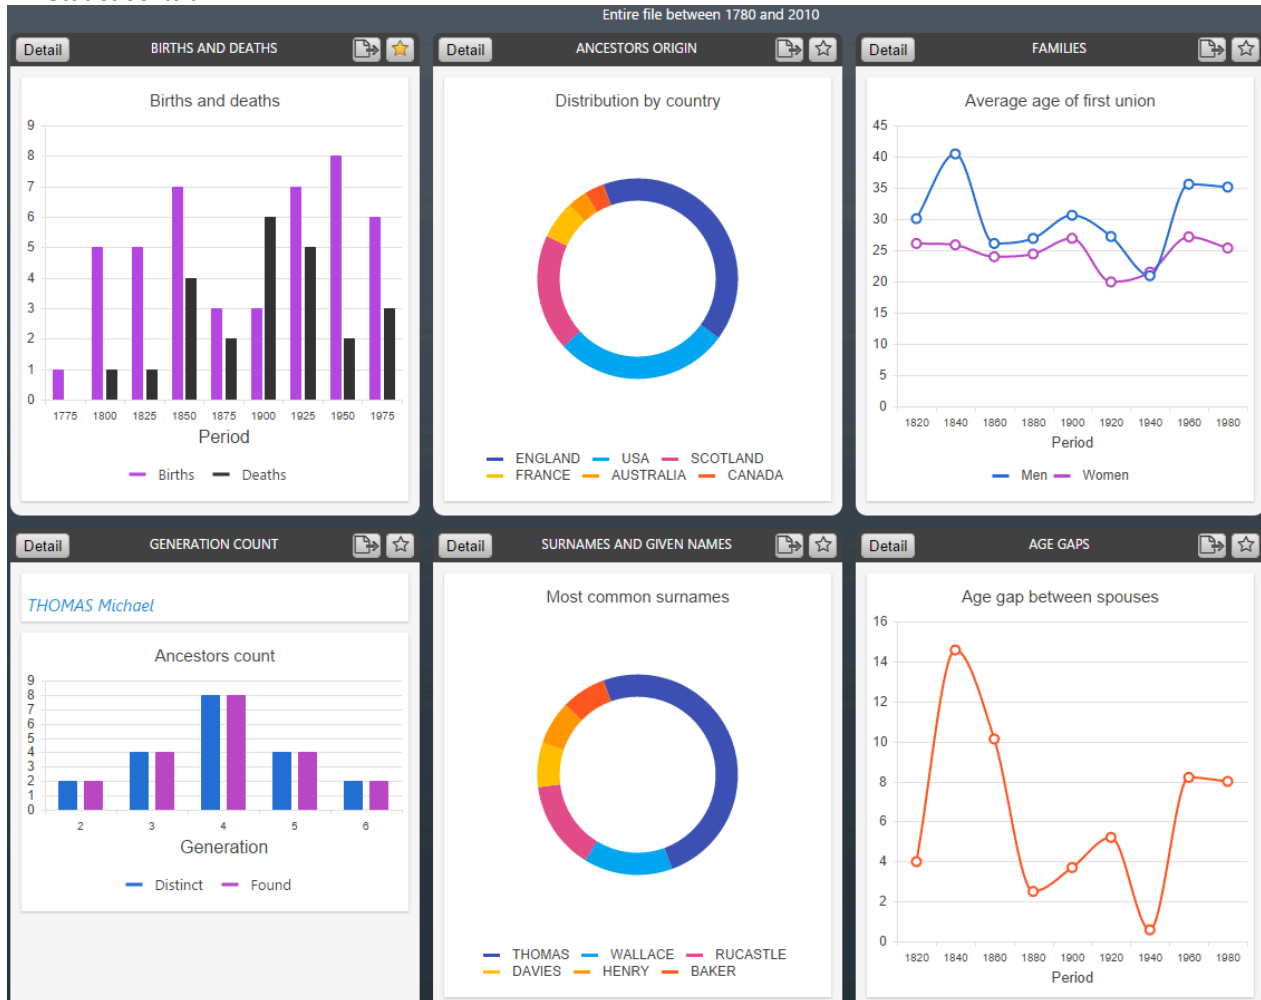 Entire file between 1780 and 2010
Detail BIRTHS AND DEATHS
Births and deaths
9
8
7
6
5
4
3
2
1
0
1775 1800 1825 1850 1875 1900 1925 1950 1975
Period
Births Deaths
Detail ANCESTORS ORIGIN
Distribution by country
ENGLAND USA SCOTLAND
FRANCE AUSTRALIA CANADA
Detail FAMILIES
Average age of first union
45
40
35
30
25
20
15
10
5
0
1820 1840 1860 1880 1900 1920 1940 1960 1980
Period
Men Women
Detail GENERATION COUNT
THOMAS Michael
Ancestors count
9
8
7
6
5
4
3
2
1
0
2 3 4 5 6
Generation
Distinct Found
Detail SURNAMES AND GIVEN NAMES
Most common surnames
THOMAS WALLACE RUCASTLE
DAVIES HENRY BAKER
Detail AGE GAPS
Age gap between spouses
16
14
12
10
8
6
4
2
0
1820 1840 1860 1880 1900 1920 1940 1960 1980
Period